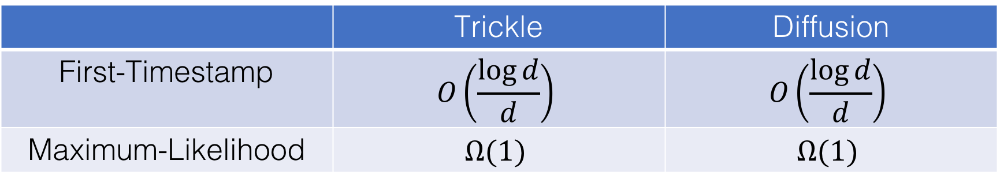 Trickle Diffusion
First-Timestamp O(log d / d) O(log d / d)
Maximum-Likelihood Ω(1) Ω(1)